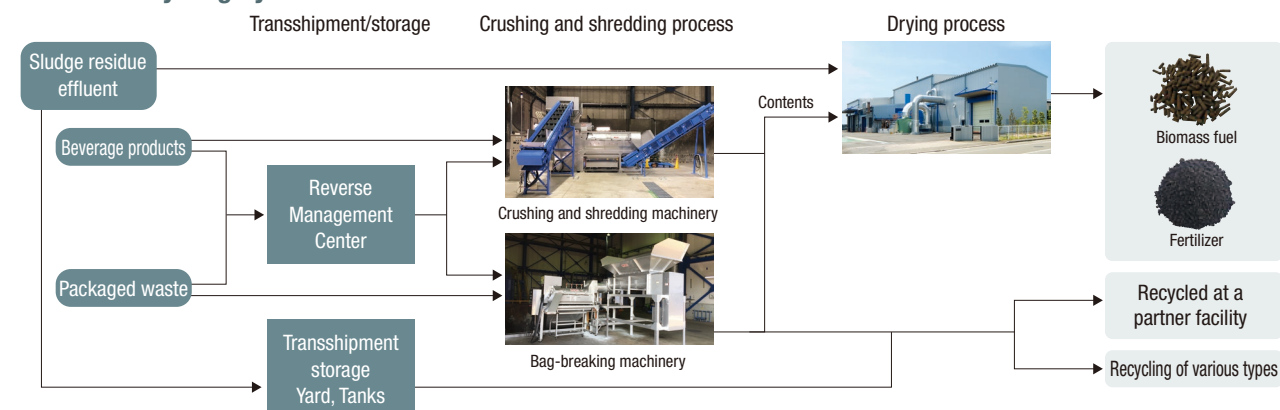 Transshipment/storage
Crushing and shredding process
Drying process
Sludge residue
effluent
Beverage products
Packaged waste
Reverse
Management
Center
Transshipment
storage
Yard, Tanks
Crushing and shredding machinery
Bag-breaking machinery
Contents
Biomass fuel
Fertilizer
Recycled at a
partner facility
Recycling of various types